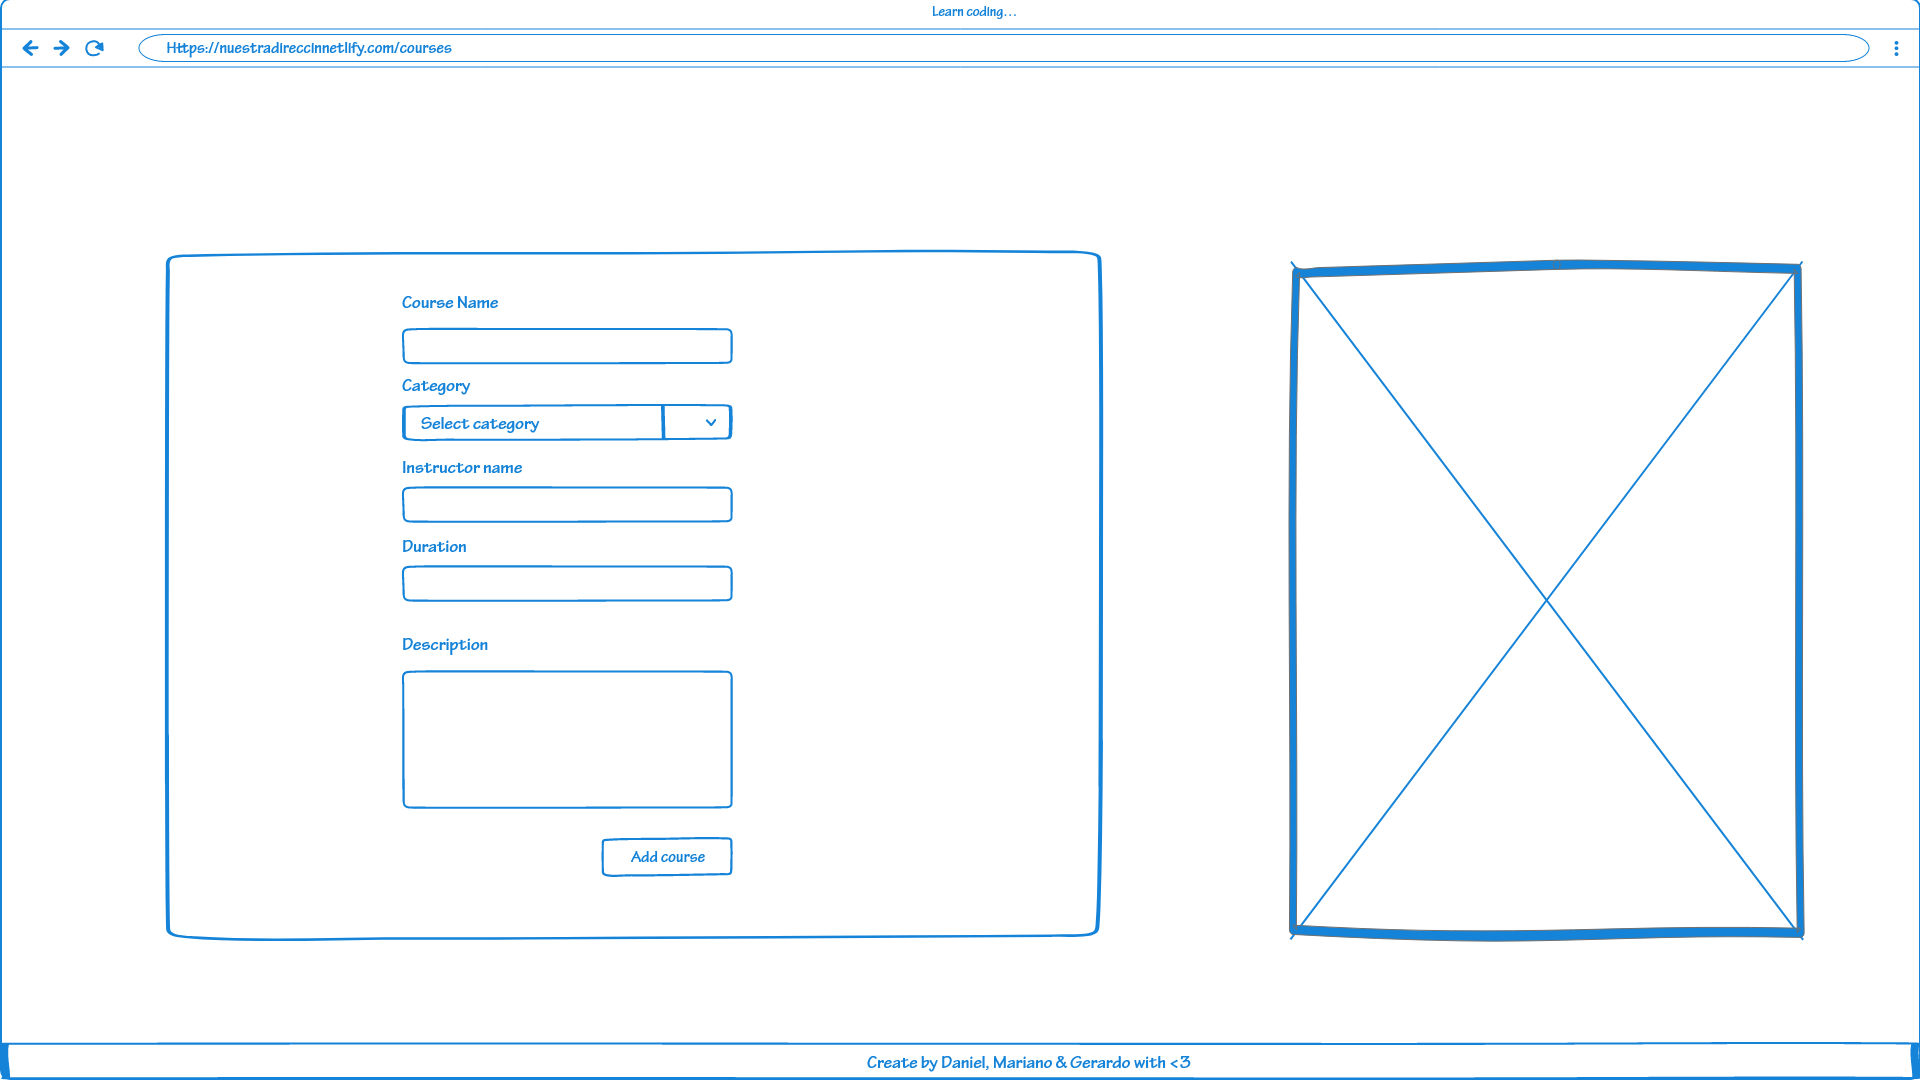 Learn coding...
Https://nuestradireccinnetlify.com/courses
Course Name
Category
Select category
Instructor name
Duration
Description
Add course
Create by Daniel, Mariano & Gerardo with <3